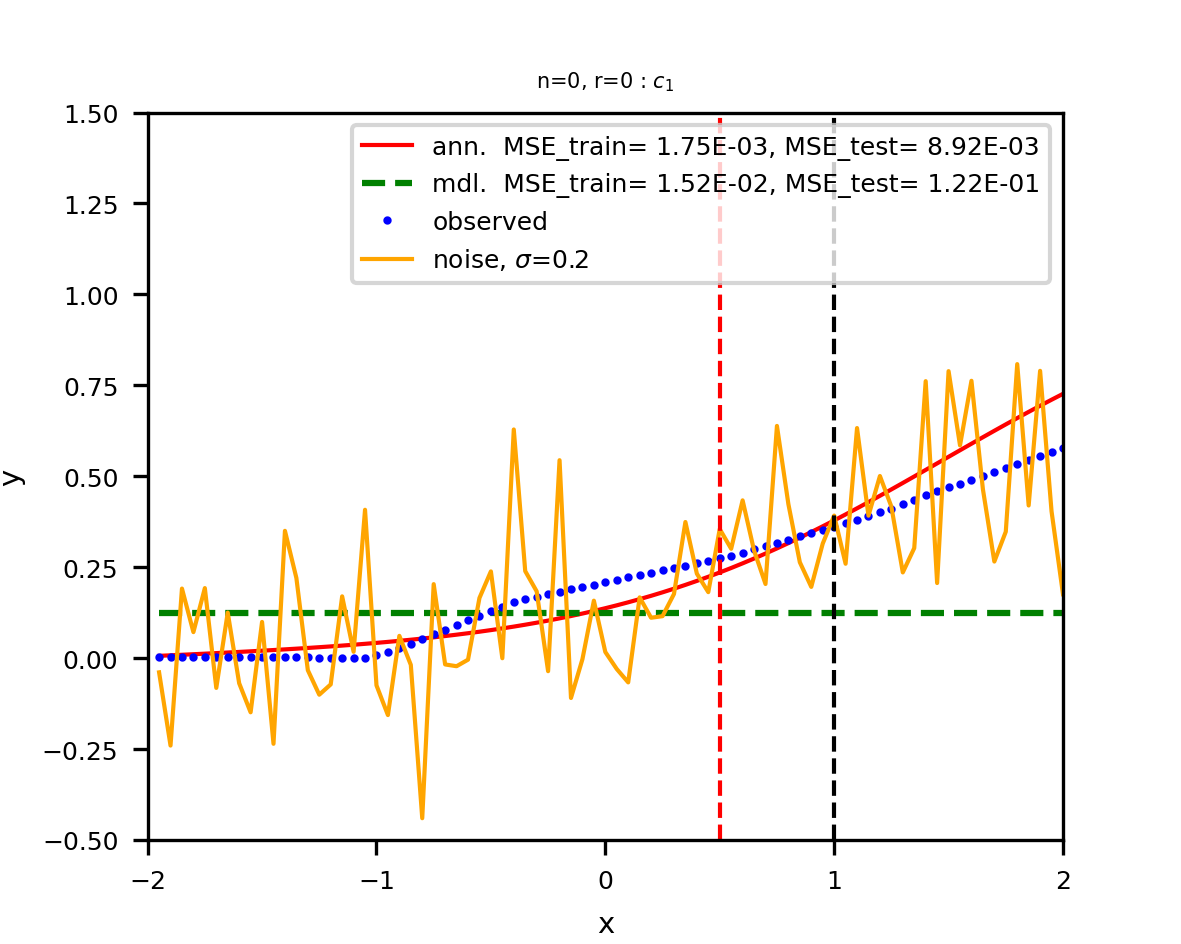 n=0, r=0 : c₁
1.50
1.25
1.00
0.75
0.50
0.25
0.00
−0.25
−0.50
y
ann. MSE_train= 1.75E-03, MSE_test= 8.92E-03
mdl. MSE_train= 1.52E-02, MSE_test= 1.22E-01
observed
noise, σ=0.2
−2 −1 0 1 2
x